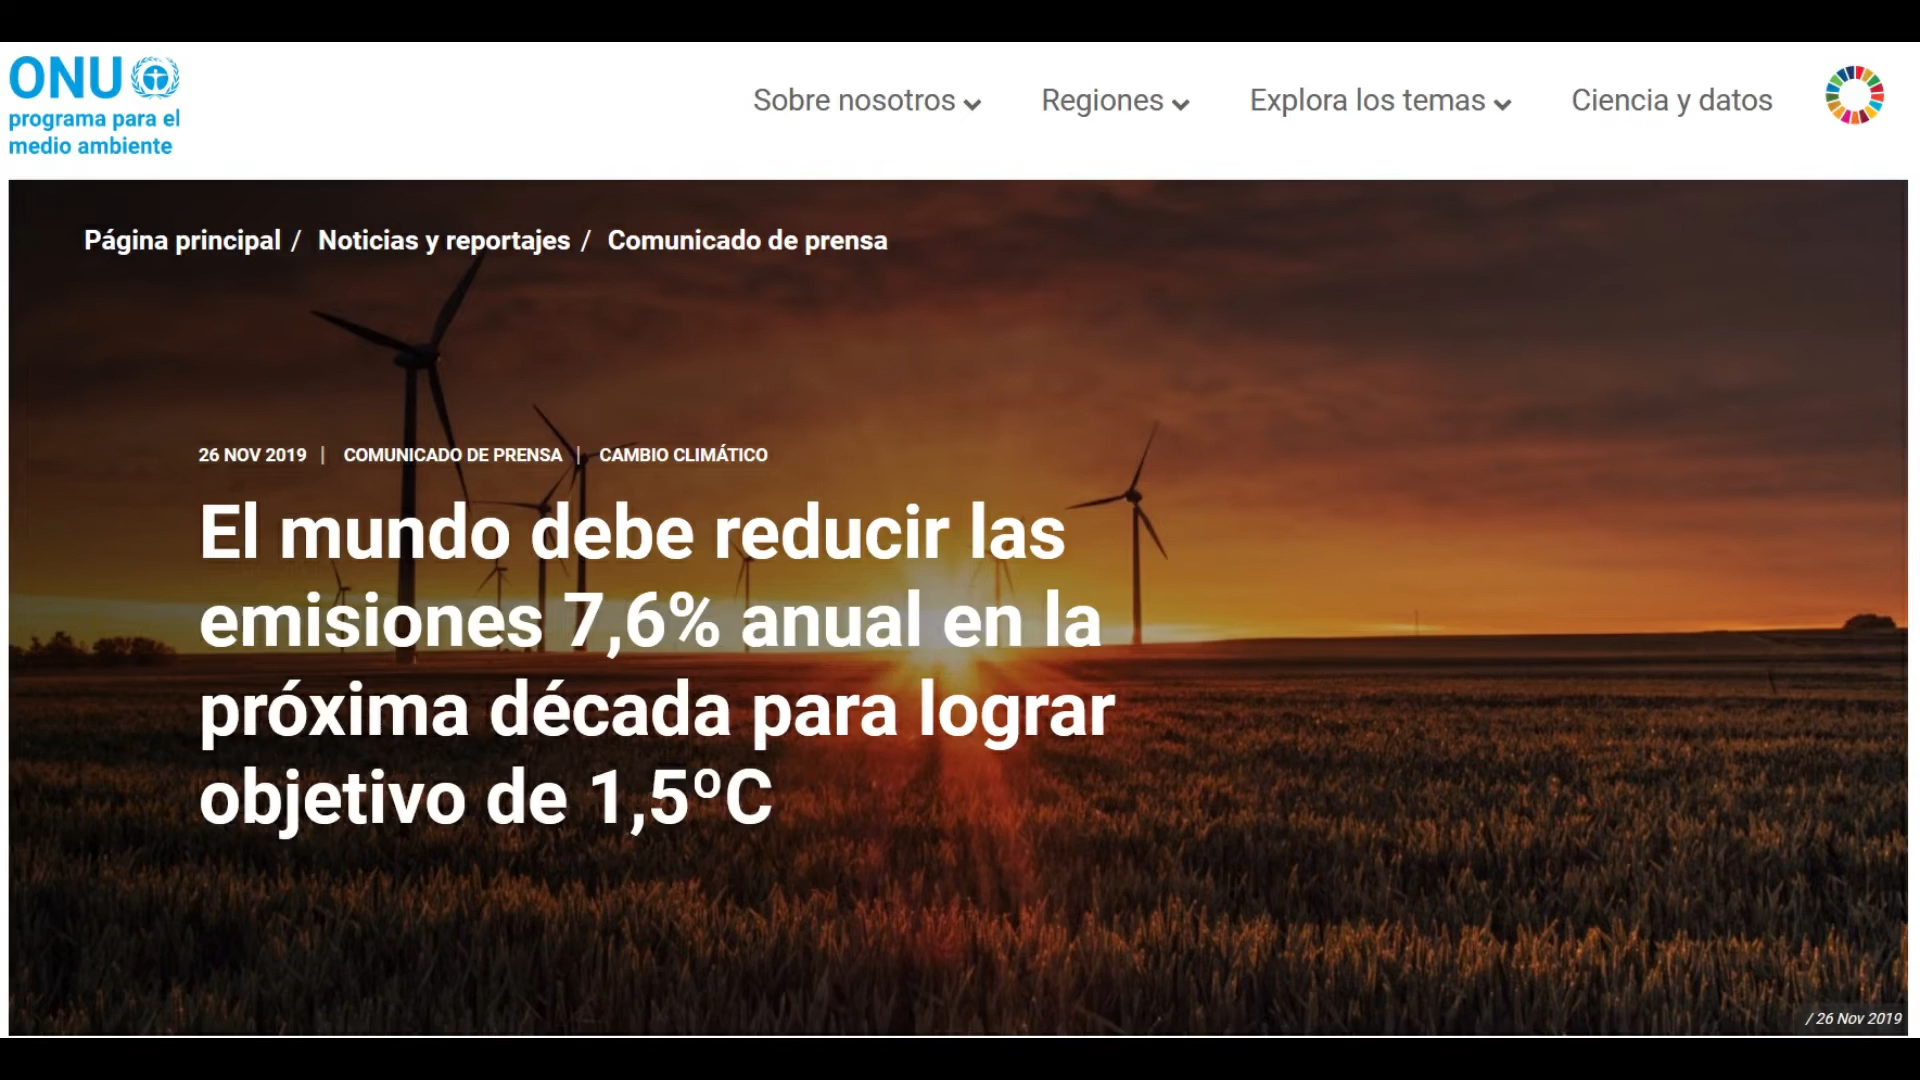 ONU
programa para el
medio ambiente
Sobre nosotros
Regiones
Explora los temas
Ciencia y datos
Página principal / Noticias y reportajes / Comunicado de prensa
26 NOV 2019 | COMUNICADO DE PRENSA | CAMBIO CLIMÁTICO
El mundo debe reducir las
emisiones 7,6% anual en la
próxima década para lograr
objetivo de 1,5ºC
/ 26 Nov 2019